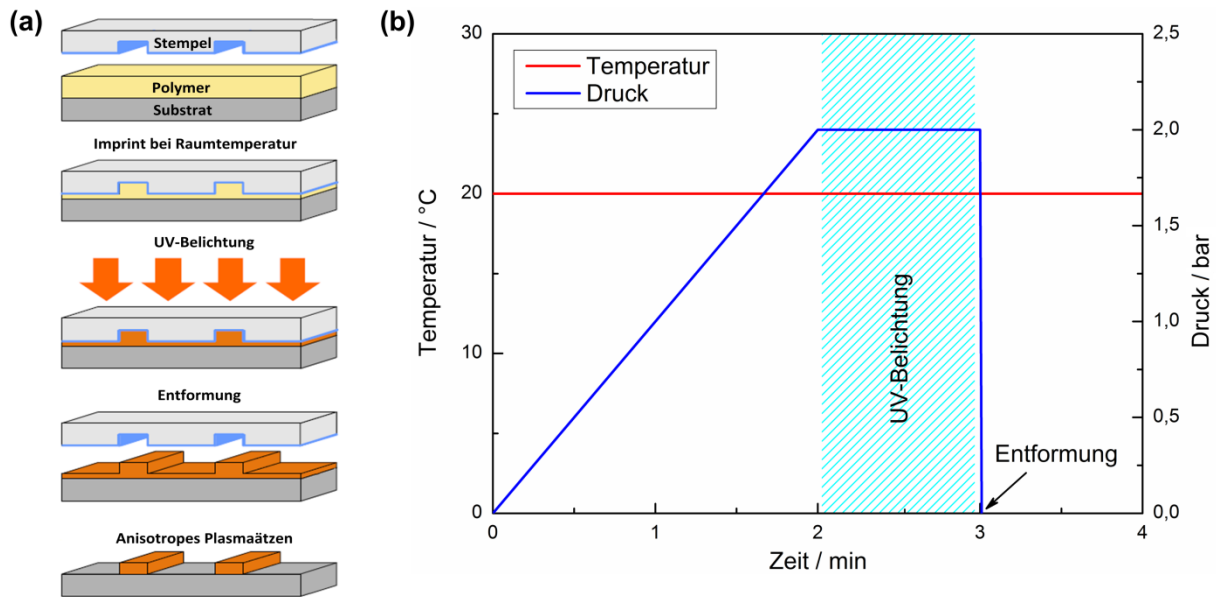 (a)
Stempel
Polymer
Substrat
Imprint bei Raumtemperatur
UV-Belichtung
Entformung
Anisotropes Plasmaätzen
(b)
Temperatur / °C
30
20
10
0
Temperatur
Druck
UV-Belichtung
Entformung
2,5
2,0
1,5
1,0
0,5
0,0
Druck / bar
0 1 2 3 4
Zeit / min